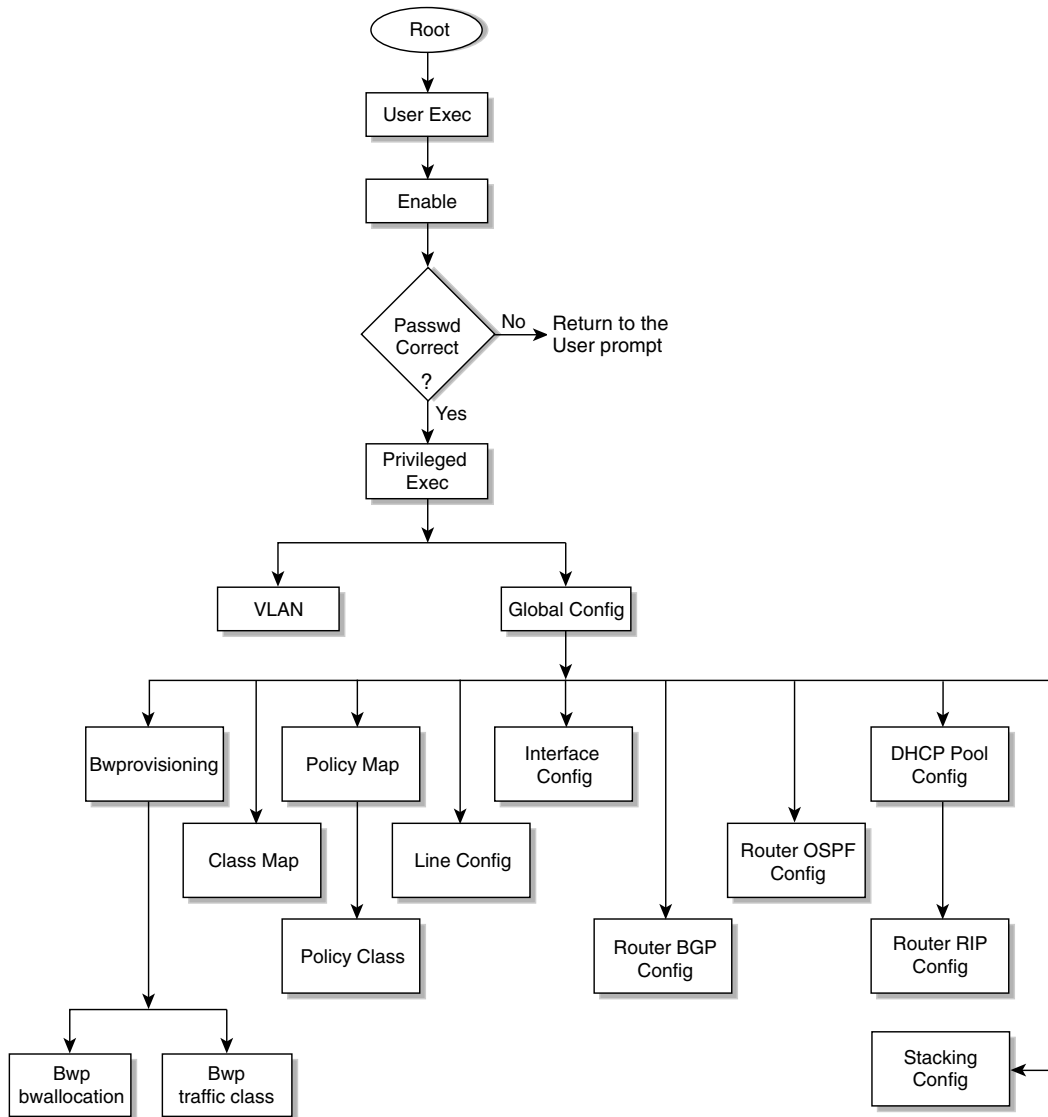 Root
User Exec
Enable
Passwd
Correct
?
No
Return to the
User prompt
Yes
Privileged
Exec
VLAN
Global Config
Bwprovisioning
Policy Map
Interface
Config
DHCP Pool
Config
Class Map
Line Config
Router OSPF
Config
Policy Class
Router BGP
Config
Router RIP
Config
Bwp
bwallocation
Bwp
traffic class
Stacking
Config